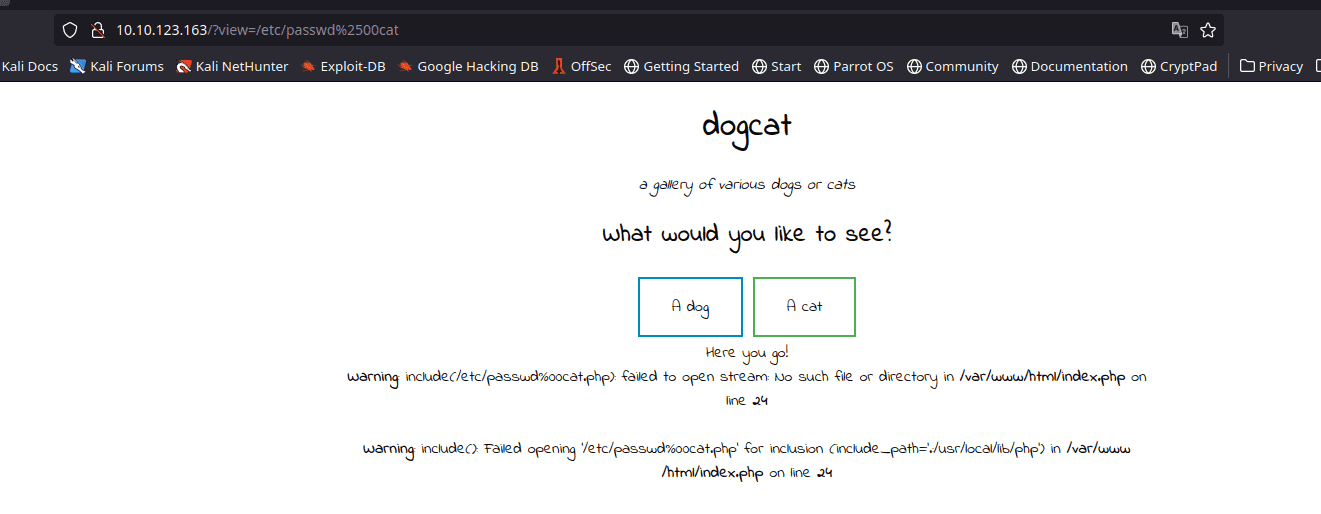 10.10.123.163/?view=/etc/passwd%2500cat
Kali Docs Kali Forums Kali NetHunter Exploit-DB Google Hacking DB OffSec Getting Started Start Parrot OS Community Documentation CryptPad Privacy
dogcat
a gallery of various dogs or cats
What would you like to see?
A dog A cat
Here you go!
Warning: include(/etc/passwd%00cat.php): failed to open stream: No such file or directory in /var/www/html/index.php on
line 24
Warning: include(): Failed opening '/etc/passwd%00cat.php' for inclusion (include_path='.:/usr/local/lib/php') in /var/www
/html/index.php on line 24